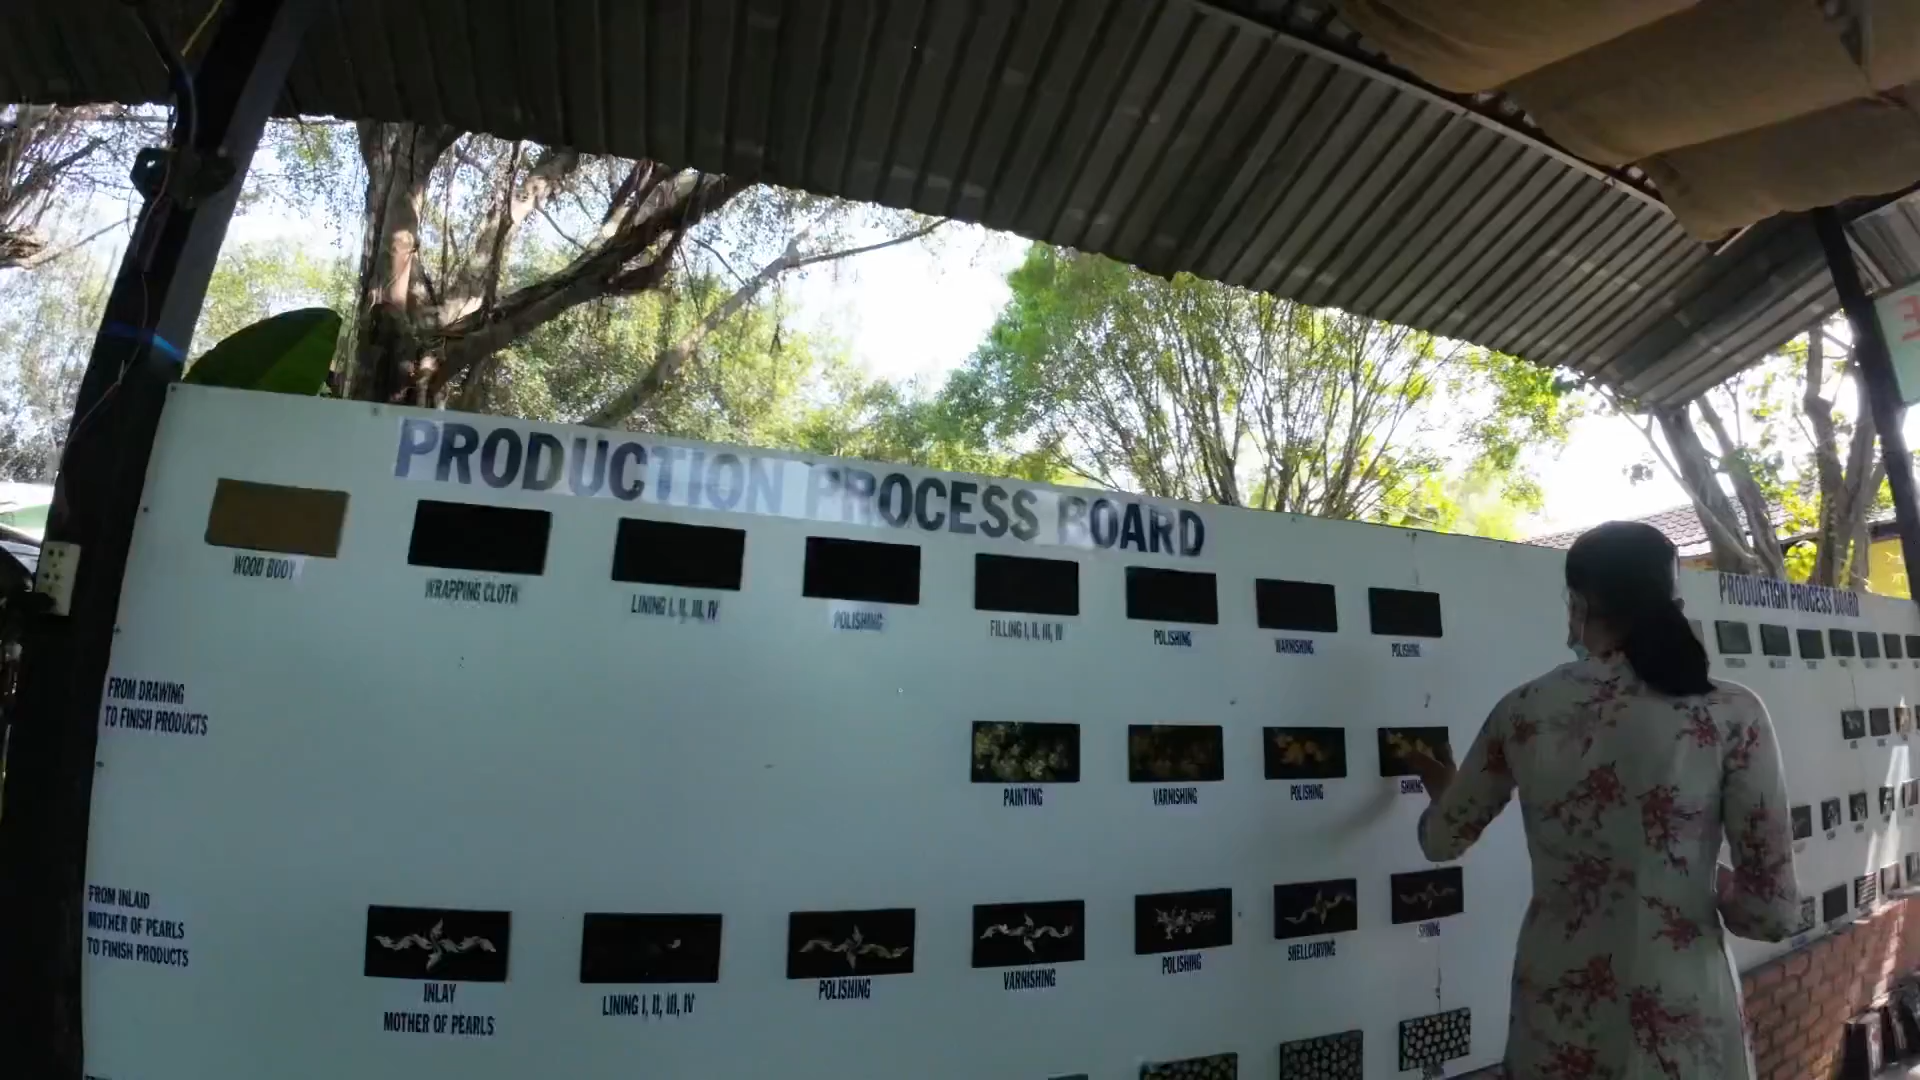 PRODUCTION PROCESS BOARD
WOOD BODY
WRAPPING CLOTH
LINING I, II, III, IV
POLISHING
FILLING I, II, III, IV
POLISHING
WARNISHING
POLISHING
FROM DRAWING
TO FINISH PRODUCTS
PAINTING
VARNISHING
POLISHING
SHINING
FROM INLAID
MOTHER OF PEARLS
TO FINISH PRODUCTS
INLAY
MOTHER OF PEARLS
LINING I, II, III, IV
POLISHING
VARNISHING
POLISHING
SHELLCARVING
SHINING
PRODUCTION PROCESS BOARD